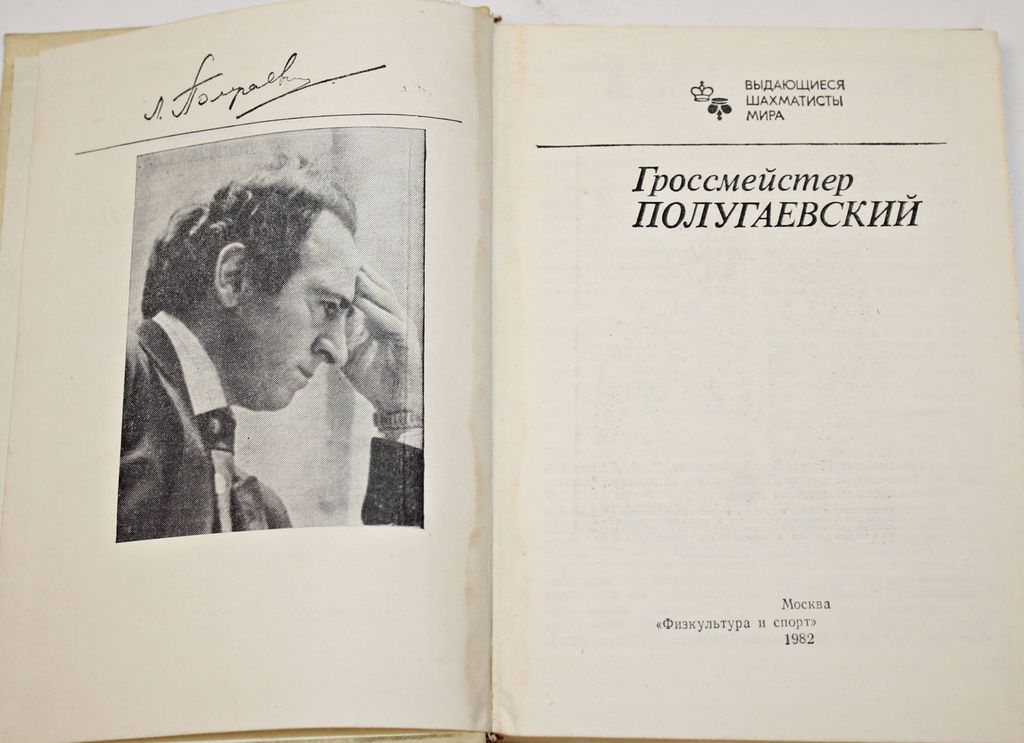 Л. Полугаевский
ВЫДАЮЩИЕСЯ
ШАХМАТИСТЫ
МИРА
Гроссмейстер
ПОЛУГАЕВСКИЙ
Москва
«Физкультура и спорт»
1982